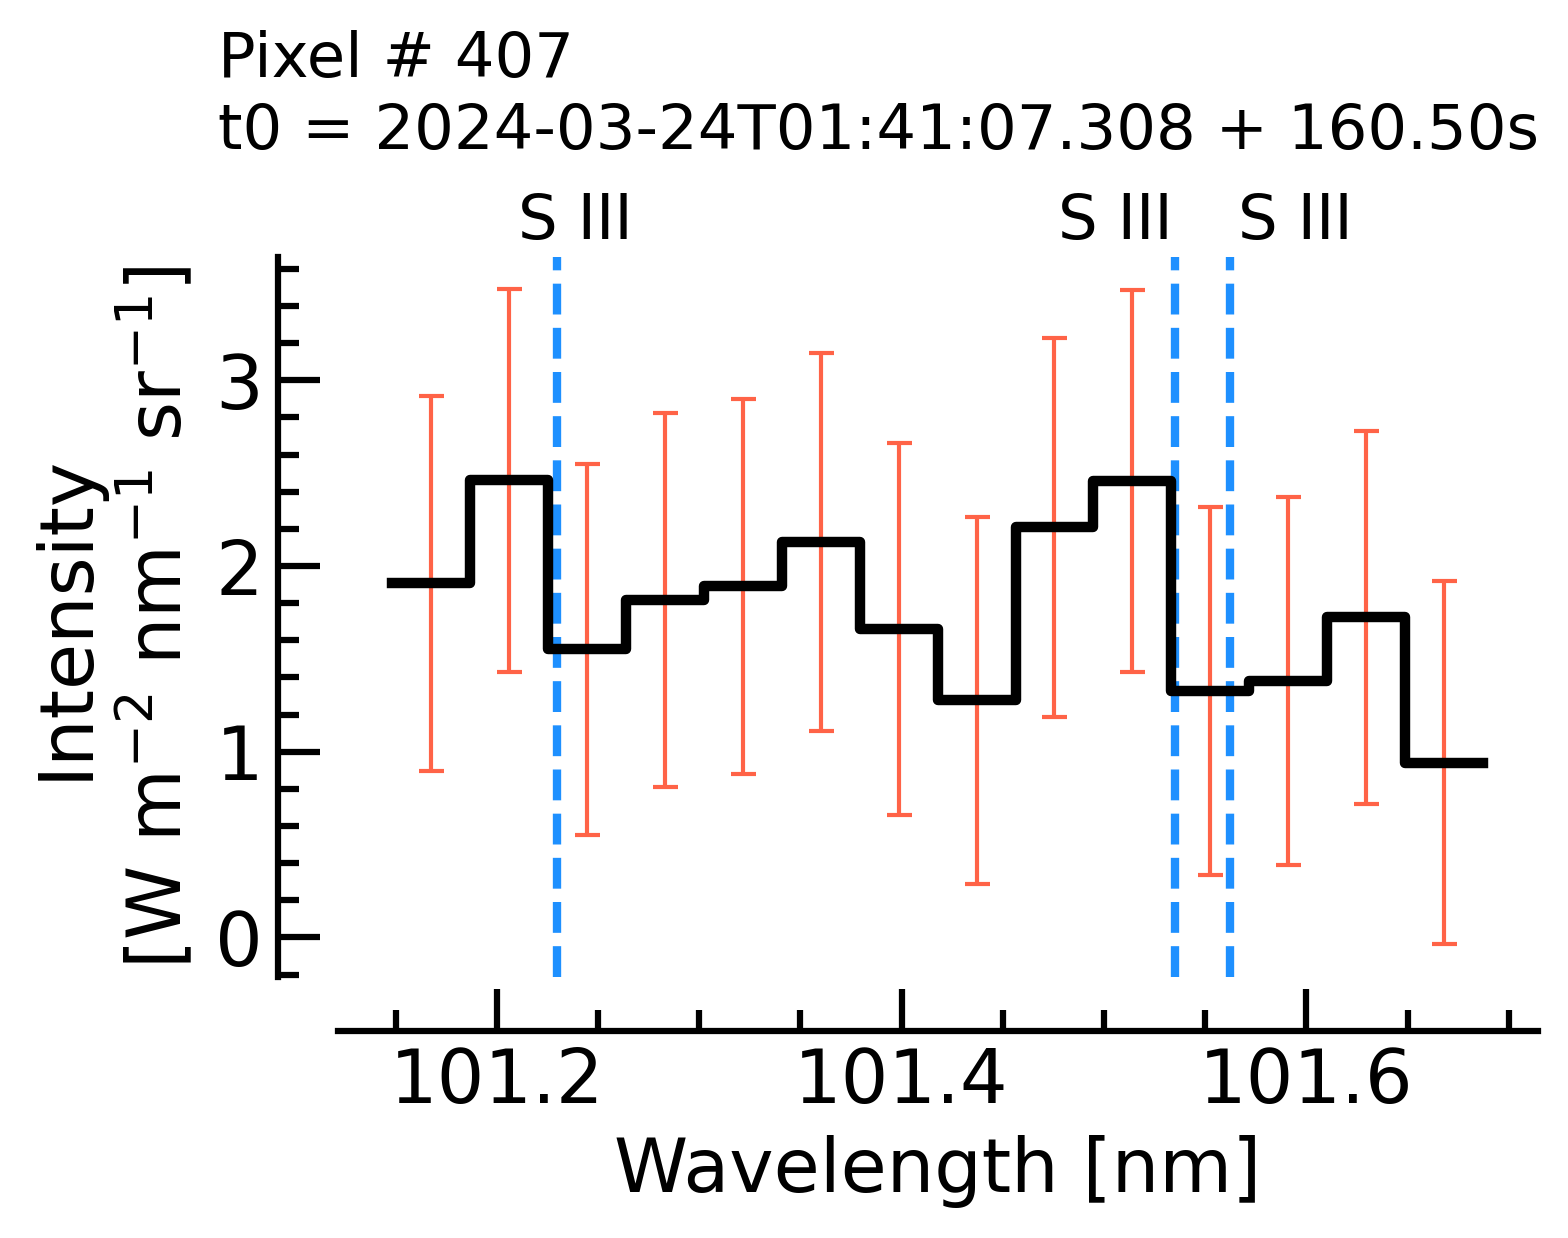 Pixel # 407
t0 = 2024-03-24T01:41:07.308 + 160.50s
S III S III S III
Intensity
[W m⁻² nm⁻¹ sr⁻¹]
3
2
1
0
101.2 101.4 101.6
Wavelength [nm]